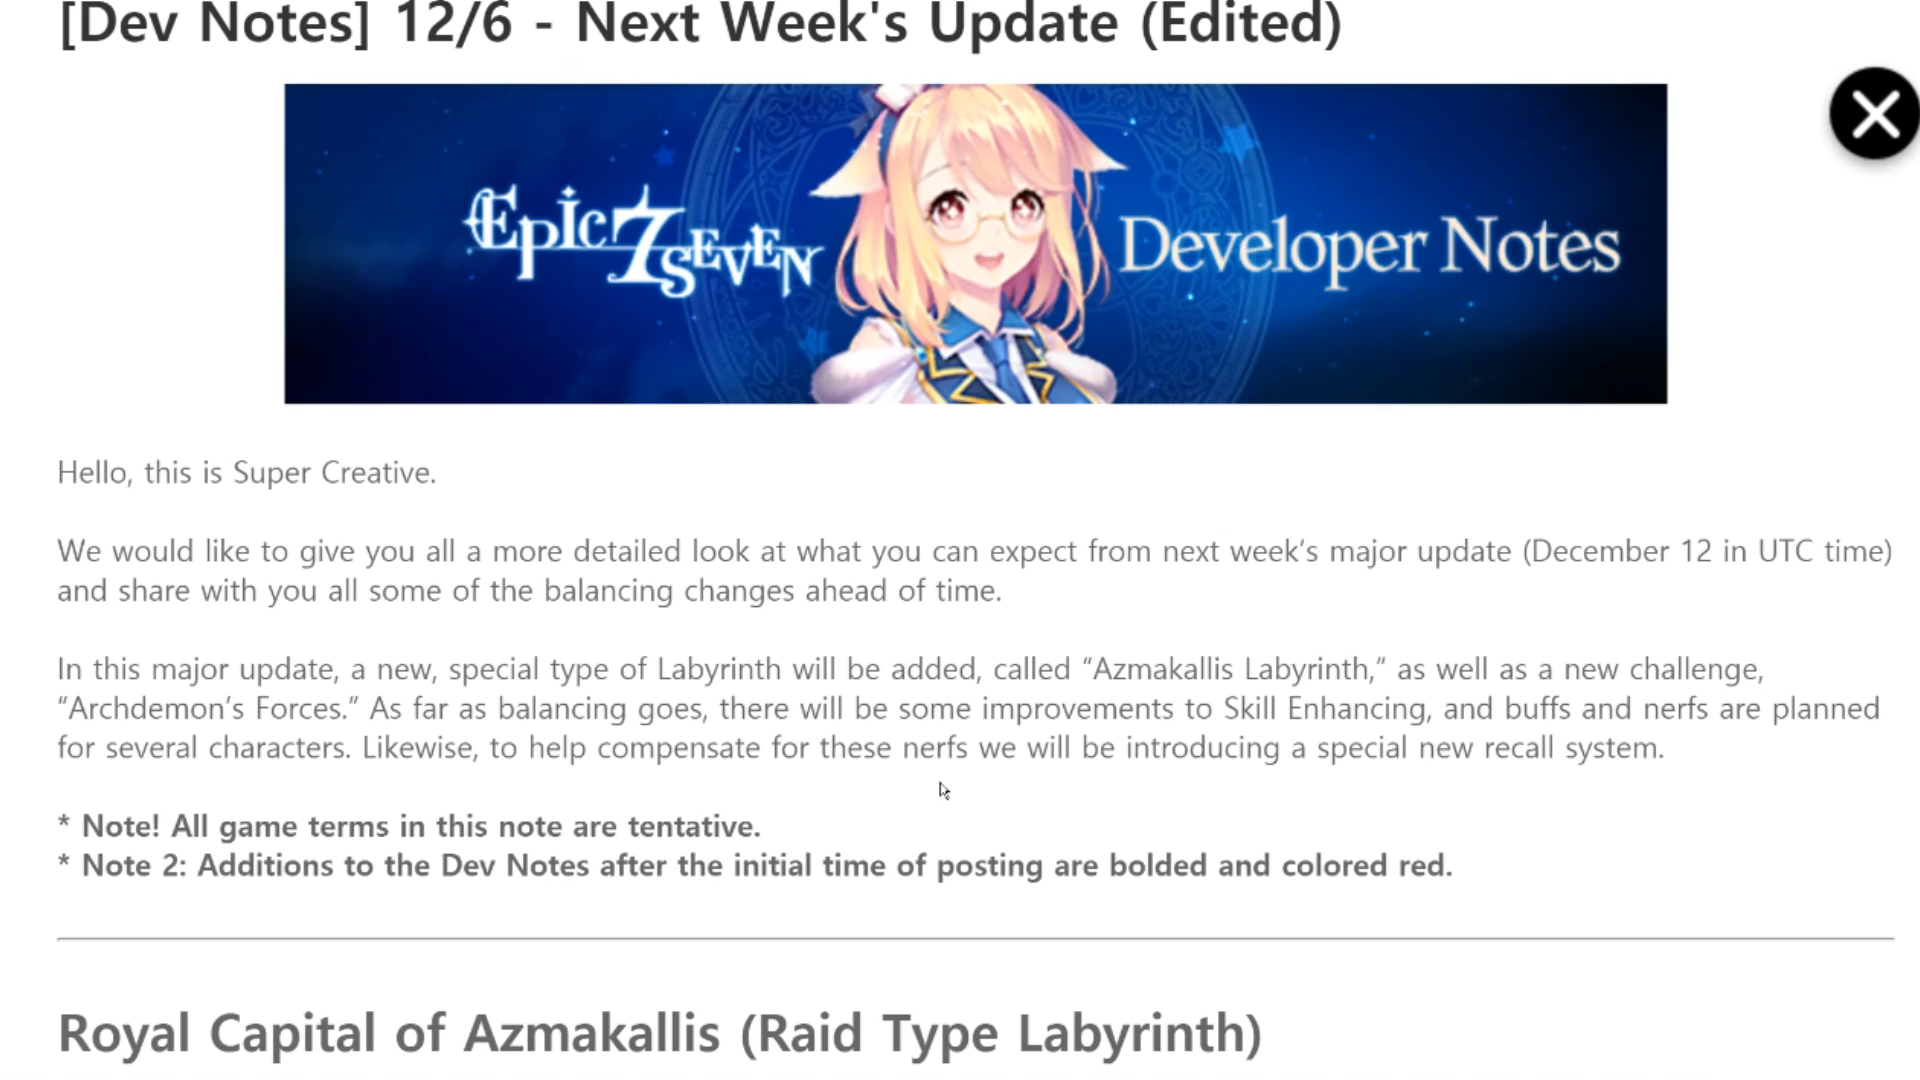 [Dev Notes] 12/6 - Next Week's Update (Edited)
Epic 7 SEVEN
Developer Notes
Hello, this is Super Creative.
We would like to give you all a more detailed look at what you can expect from next week’s major update (December 12 in UTC time)
and share with you all some of the balancing changes ahead of time.
In this major update, a new, special type of Labyrinth will be added, called “Azmakallis Labyrinth,” as well as a new challenge,
“Archdemon’s Forces.” As far as balancing goes, there will be some improvements to Skill Enhancing, and buffs and nerfs are planned
for several characters. Likewise, to help compensate for these nerfs we will be introducing a special new recall system.
* Note! All game terms in this note are tentative.
* Note 2: Additions to the Dev Notes after the initial time of posting are bolded and colored red.
Royal Capital of Azmakallis (Raid Type Labyrinth)